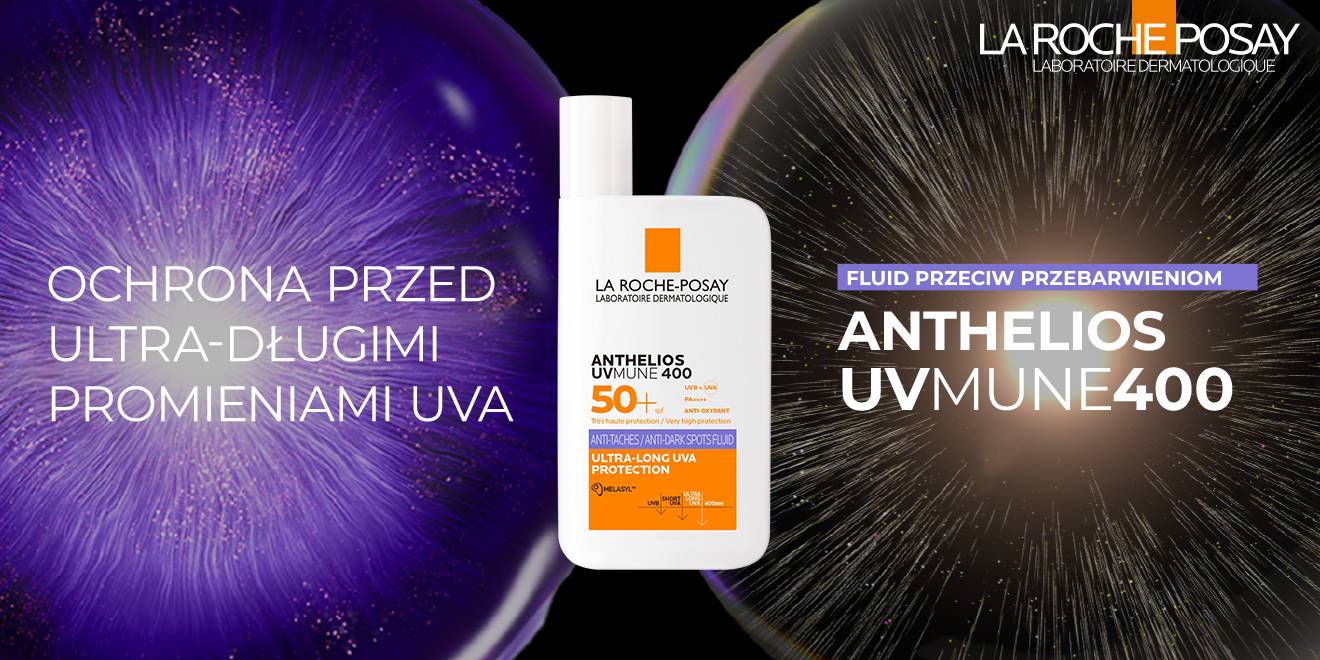 LA ROCHE POSAY
LABORATOIRE DERMATOLOGIQUE
OCHRONA PRZED
ULTRA-DŁUGIMI
PROMIENIAMI UVA
LA ROCHE-POSAY
LABORATOIRE DERMATOLOGIQUE
ANTHELIOS
UVMUNE 400
50+ spf
UVB + UVA
PA++++
ANTI-OXYDANT
Très haute protection / Very high protection
ANTI-TACHES / ANTI-DARK SPOTS FLUID
ULTRA-LONG UVA
PROTECTION
MELASYL™
UVB
SHORT
UVA
ULTRA-
LONG
UVA
400nm
FLUID PRZECIW PRZEBARWIENIOM
ANTHELIOS
UVMUNE400